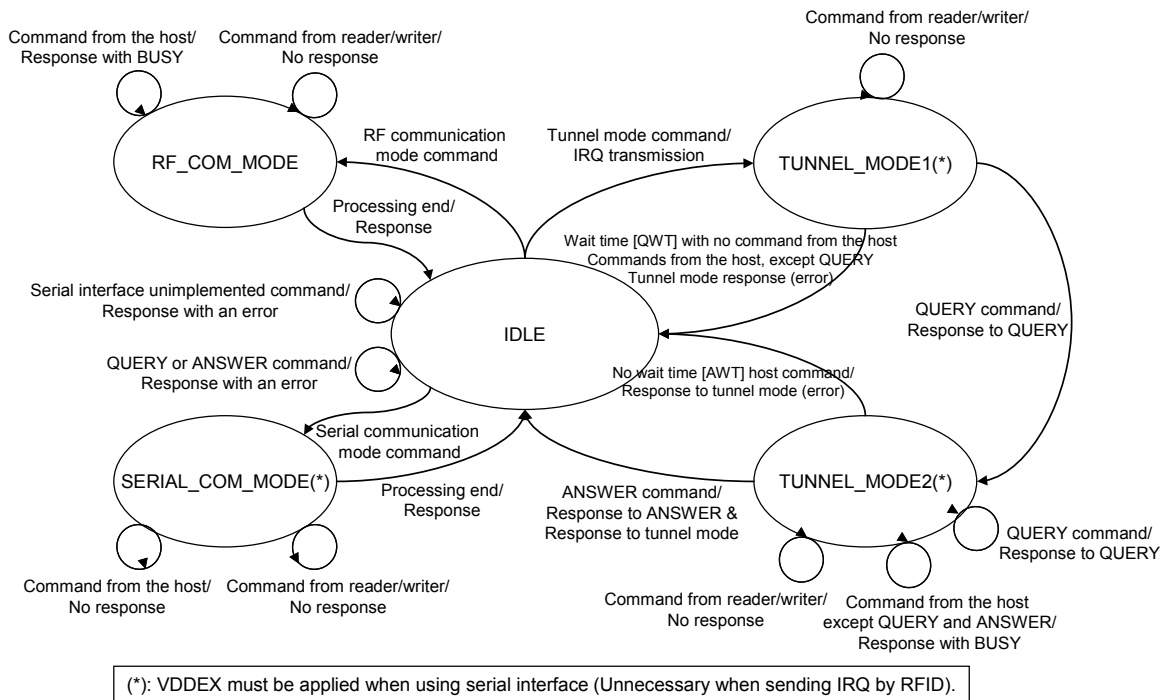 Command from the host/
Response with BUSY
Command from reader/writer/
No response
RF_COM_MODE
RF communication
mode command
Processing end/
Response
Tunnel mode command/
IRQ transmission
Command from reader/writer/
No response
TUNNEL_MODE1(*)
Wait time [QWT] with no command from the host
Commands from the host, except QUERY
Tunnel mode response (error)
Serial interface unimplemented command/
Response with an error
QUERY or ANSWER command/
Response with an error
IDLE
QUERY command/
Response to QUERY
No wait time [AWT] host command/
Response to tunnel mode (error)
Serial communication
mode command
SERIAL_COM_MODE(*)
Processing end/
Response
ANSWER command/
Response to ANSWER &
Response to tunnel mode
TUNNEL_MODE2(*)
QUERY command/
Response to QUERY
Command from the host/
No response
Command from reader/writer/
No response
Command from reader/writer/
No response
Command from the host
except QUERY and ANSWER/
Response with BUSY
(*): VDDEX must be applied when using serial interface (Unnecessary when sending IRQ by RFID).